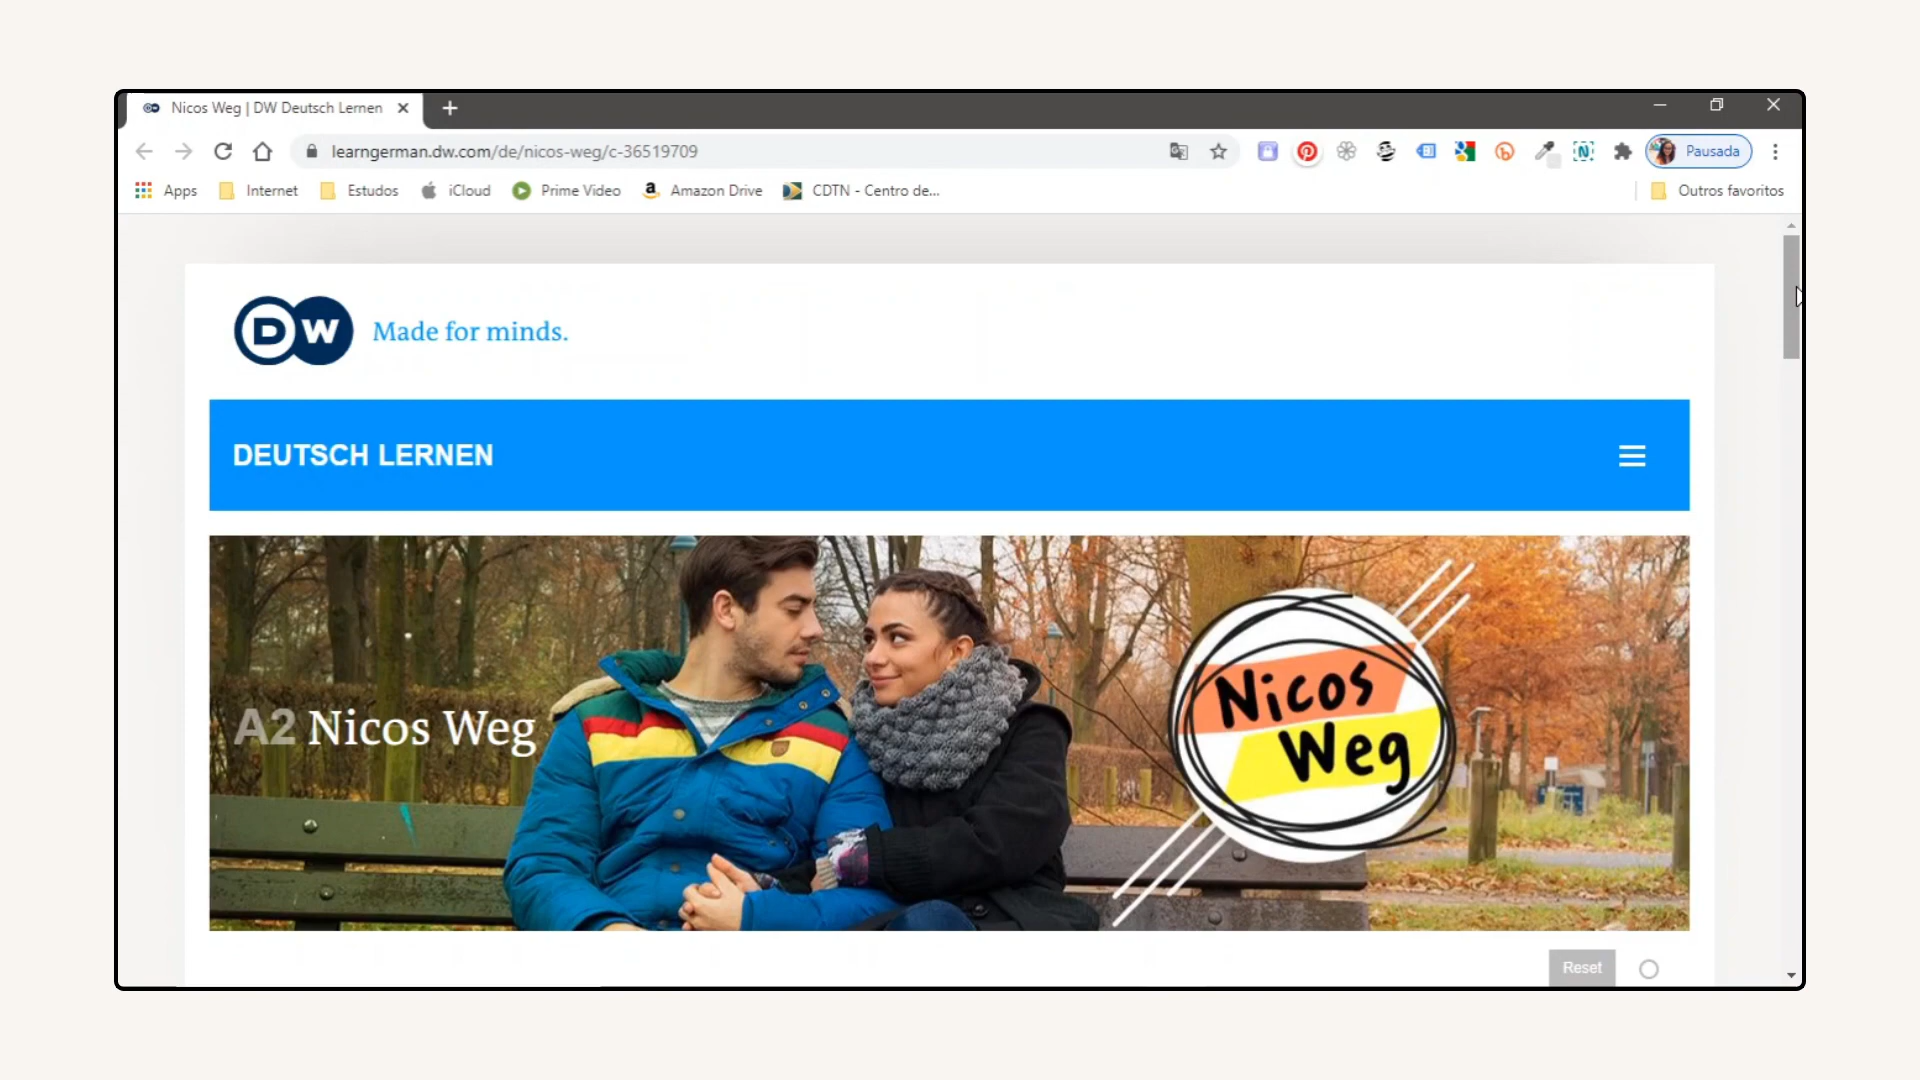 Nicos Weg | DW Deutsch Lernen
learngerman.dw.com/de/nicos-weg/c-36519709
Pausada
Apps
Internet
Estudos
iCloud
Prime Video
Amazon Drive
CDTN - Centro de...
Outros favoritos
DW
Made for minds.
DEUTSCH LERNEN
A2 Nicos Weg
Nicos
Weg
Reset